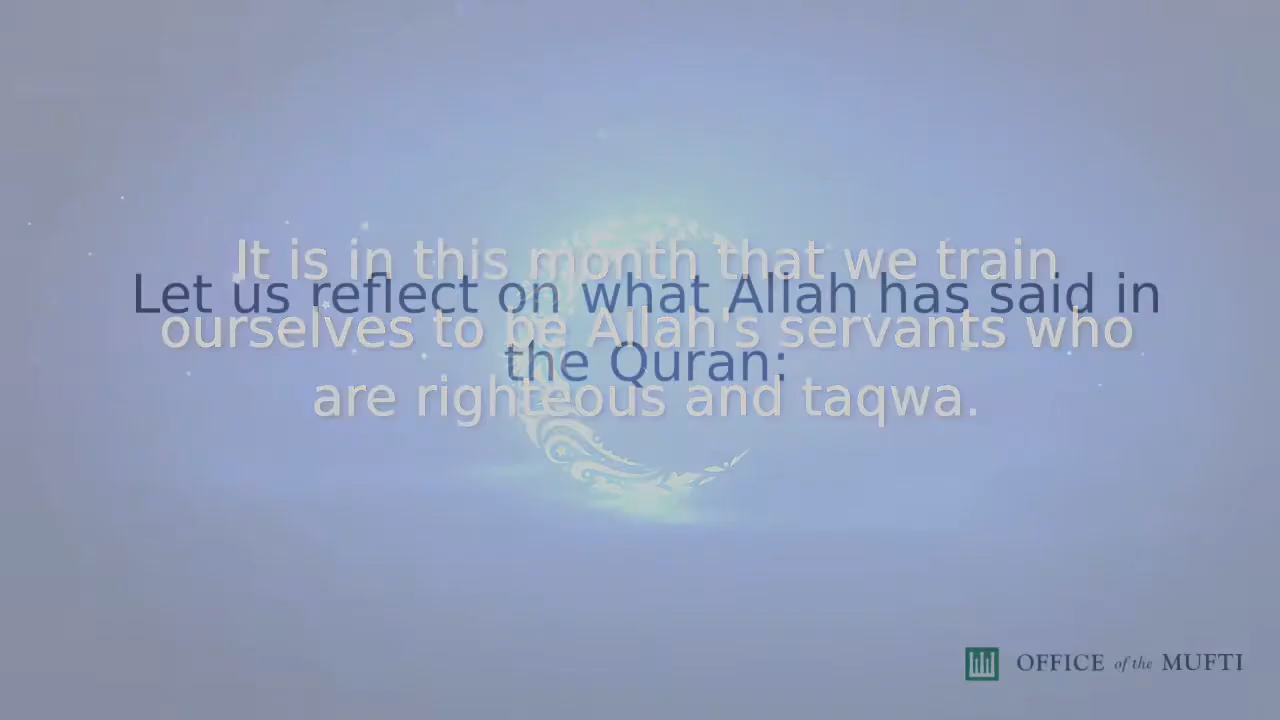 It is in this month that we train
ourselves to be Allah's servants who
are righteous and taqwa.
Let us reflect on what Allah has said in
the Quran:
OFFICE of the MUFTI